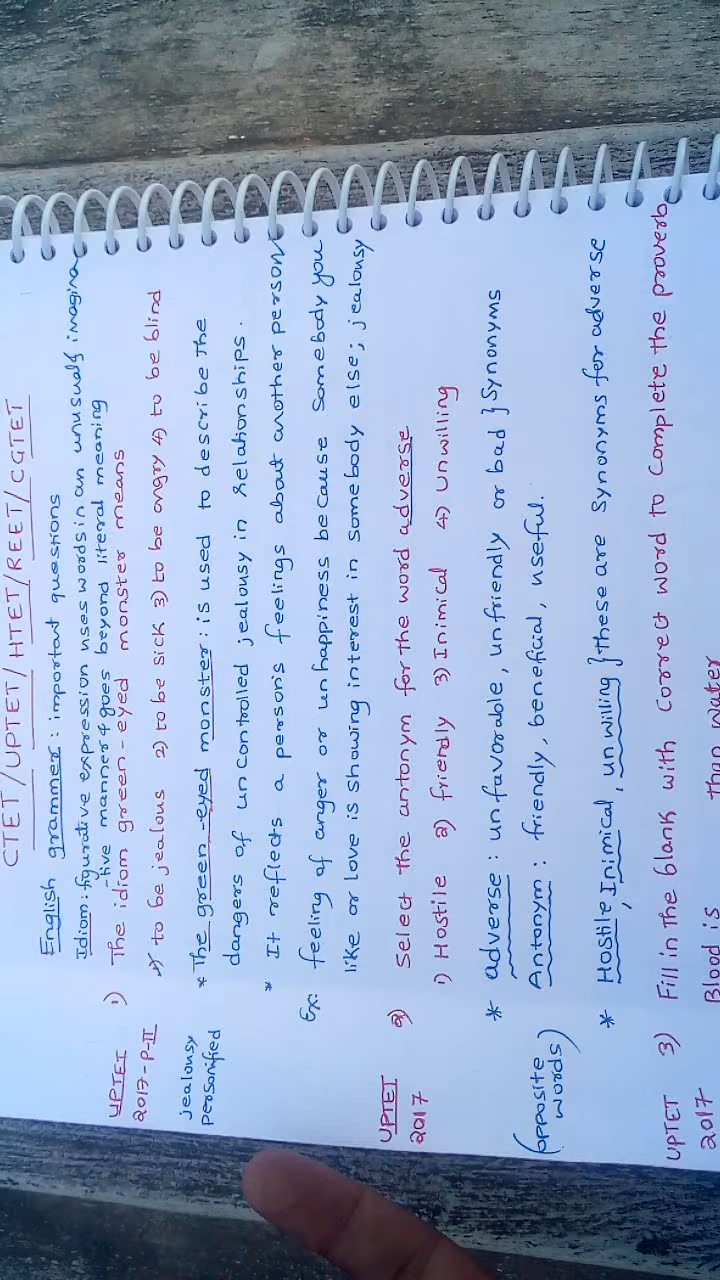 CTET/UPTET/HTET/REET/CGTET
English grammer : important questions
Idiom: figurative expression uses words in an unusual & imagina
-tive manner & goes beyond literal meaning
UPTET 1) The idiom green-eyed monster means
2017-P-II 1) to be jealous 2) to be sick 3) to be angry 4) to be blind
jealousy personified
* The green-eyed monster: is used to describe the
dangers of uncontrolled jealousy in relationships.
* It reflects a person's feelings about another person
Ex: feeling of anger or unhappiness because somebody you
like or love is showing interest in somebody else; jealousy
UPTET 2) Select the antonym for the word adverse
2017 1) Hostile 2) friendly 3) Inimical 4) Unwilling
* adverse : unfavorable, unfriendly or bad } Synonyms
(opposite words) Antonym : friendly, beneficial, useful.
* Hostile, Inimical, unwilling } these are Synonyms for adverse
UPTET 3) Fill in the blank with correct word to complete the proverb
2017 Blood is than water